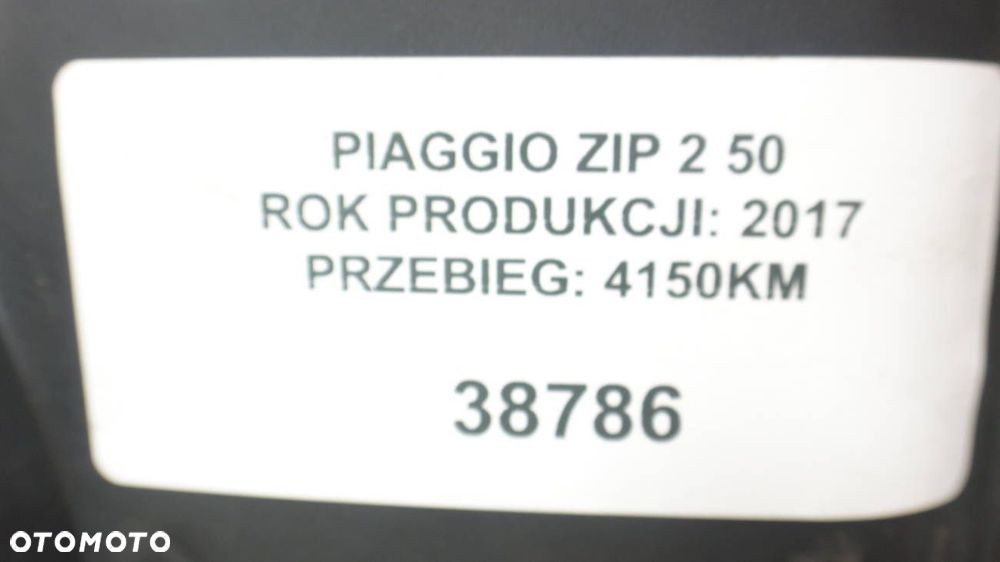 PIAGGIO ZIP 2 50
ROK PRODUKCJI: 2017
PRZEBIEG: 4150KM
38786
OTOMOTO